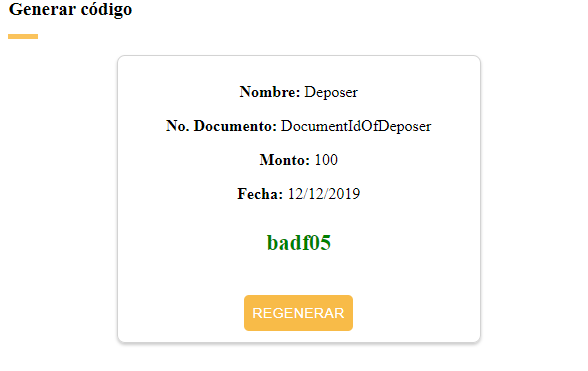 Generar código
Nombre: Deposer
No. Documento: DocumentIdOfDeposer
Monto: 100
Fecha: 12/12/2019
badf05
REGENERAR